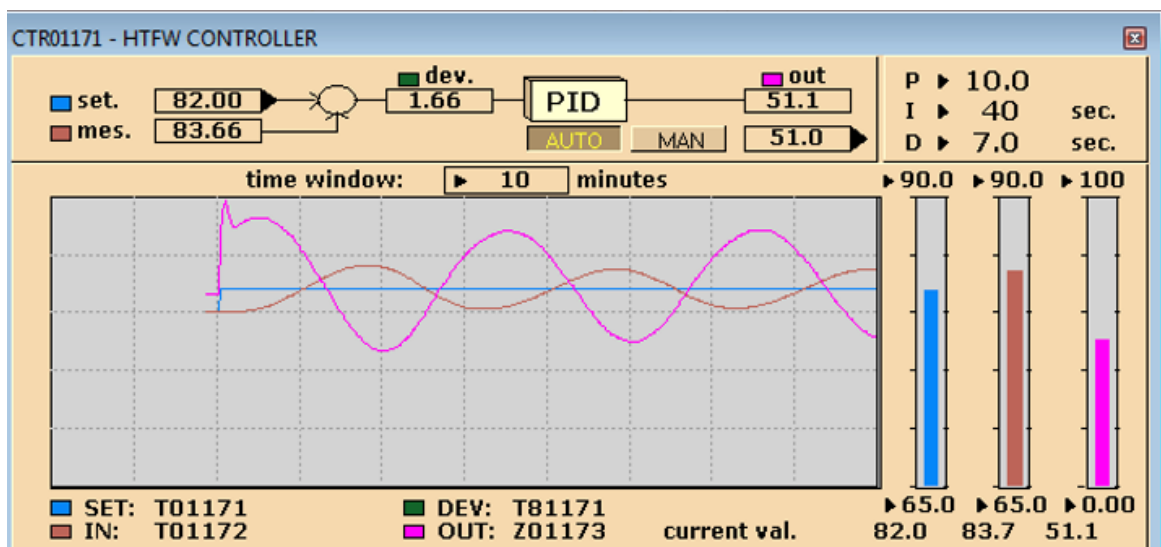 CTR01171 - HTFW CONTROLLER
dev. out P 10.0
set. 82.00 1.66 PID 51.1 I 40 sec.
mes. 83.66 AUTO MAN 51.0 D 7.0 sec.
time window: 10 minutes 90.0 90.0 100
SET: T01171 DEV: T81171 65.0 65.0 0.00
IN: T01172 OUT: Z01173 current val. 82.0 83.7 51.1